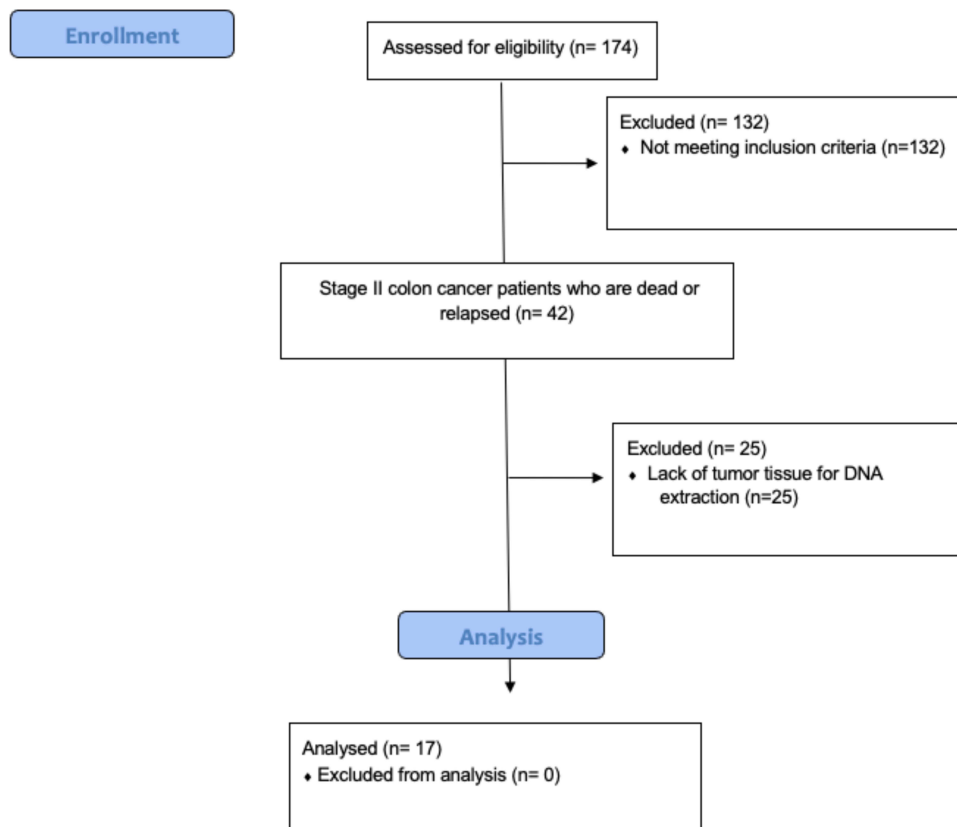 Enrollment
Assessed for eligibility (n= 174)
Excluded (n= 132)
♦ Not meeting inclusion criteria (n=132)
Stage II colon cancer patients who are dead or
relapsed (n= 42)
Excluded (n= 25)
♦ Lack of tumor tissue for DNA
extraction (n=25)
Analysis
Analysed (n= 17)
♦ Excluded from analysis (n= 0)